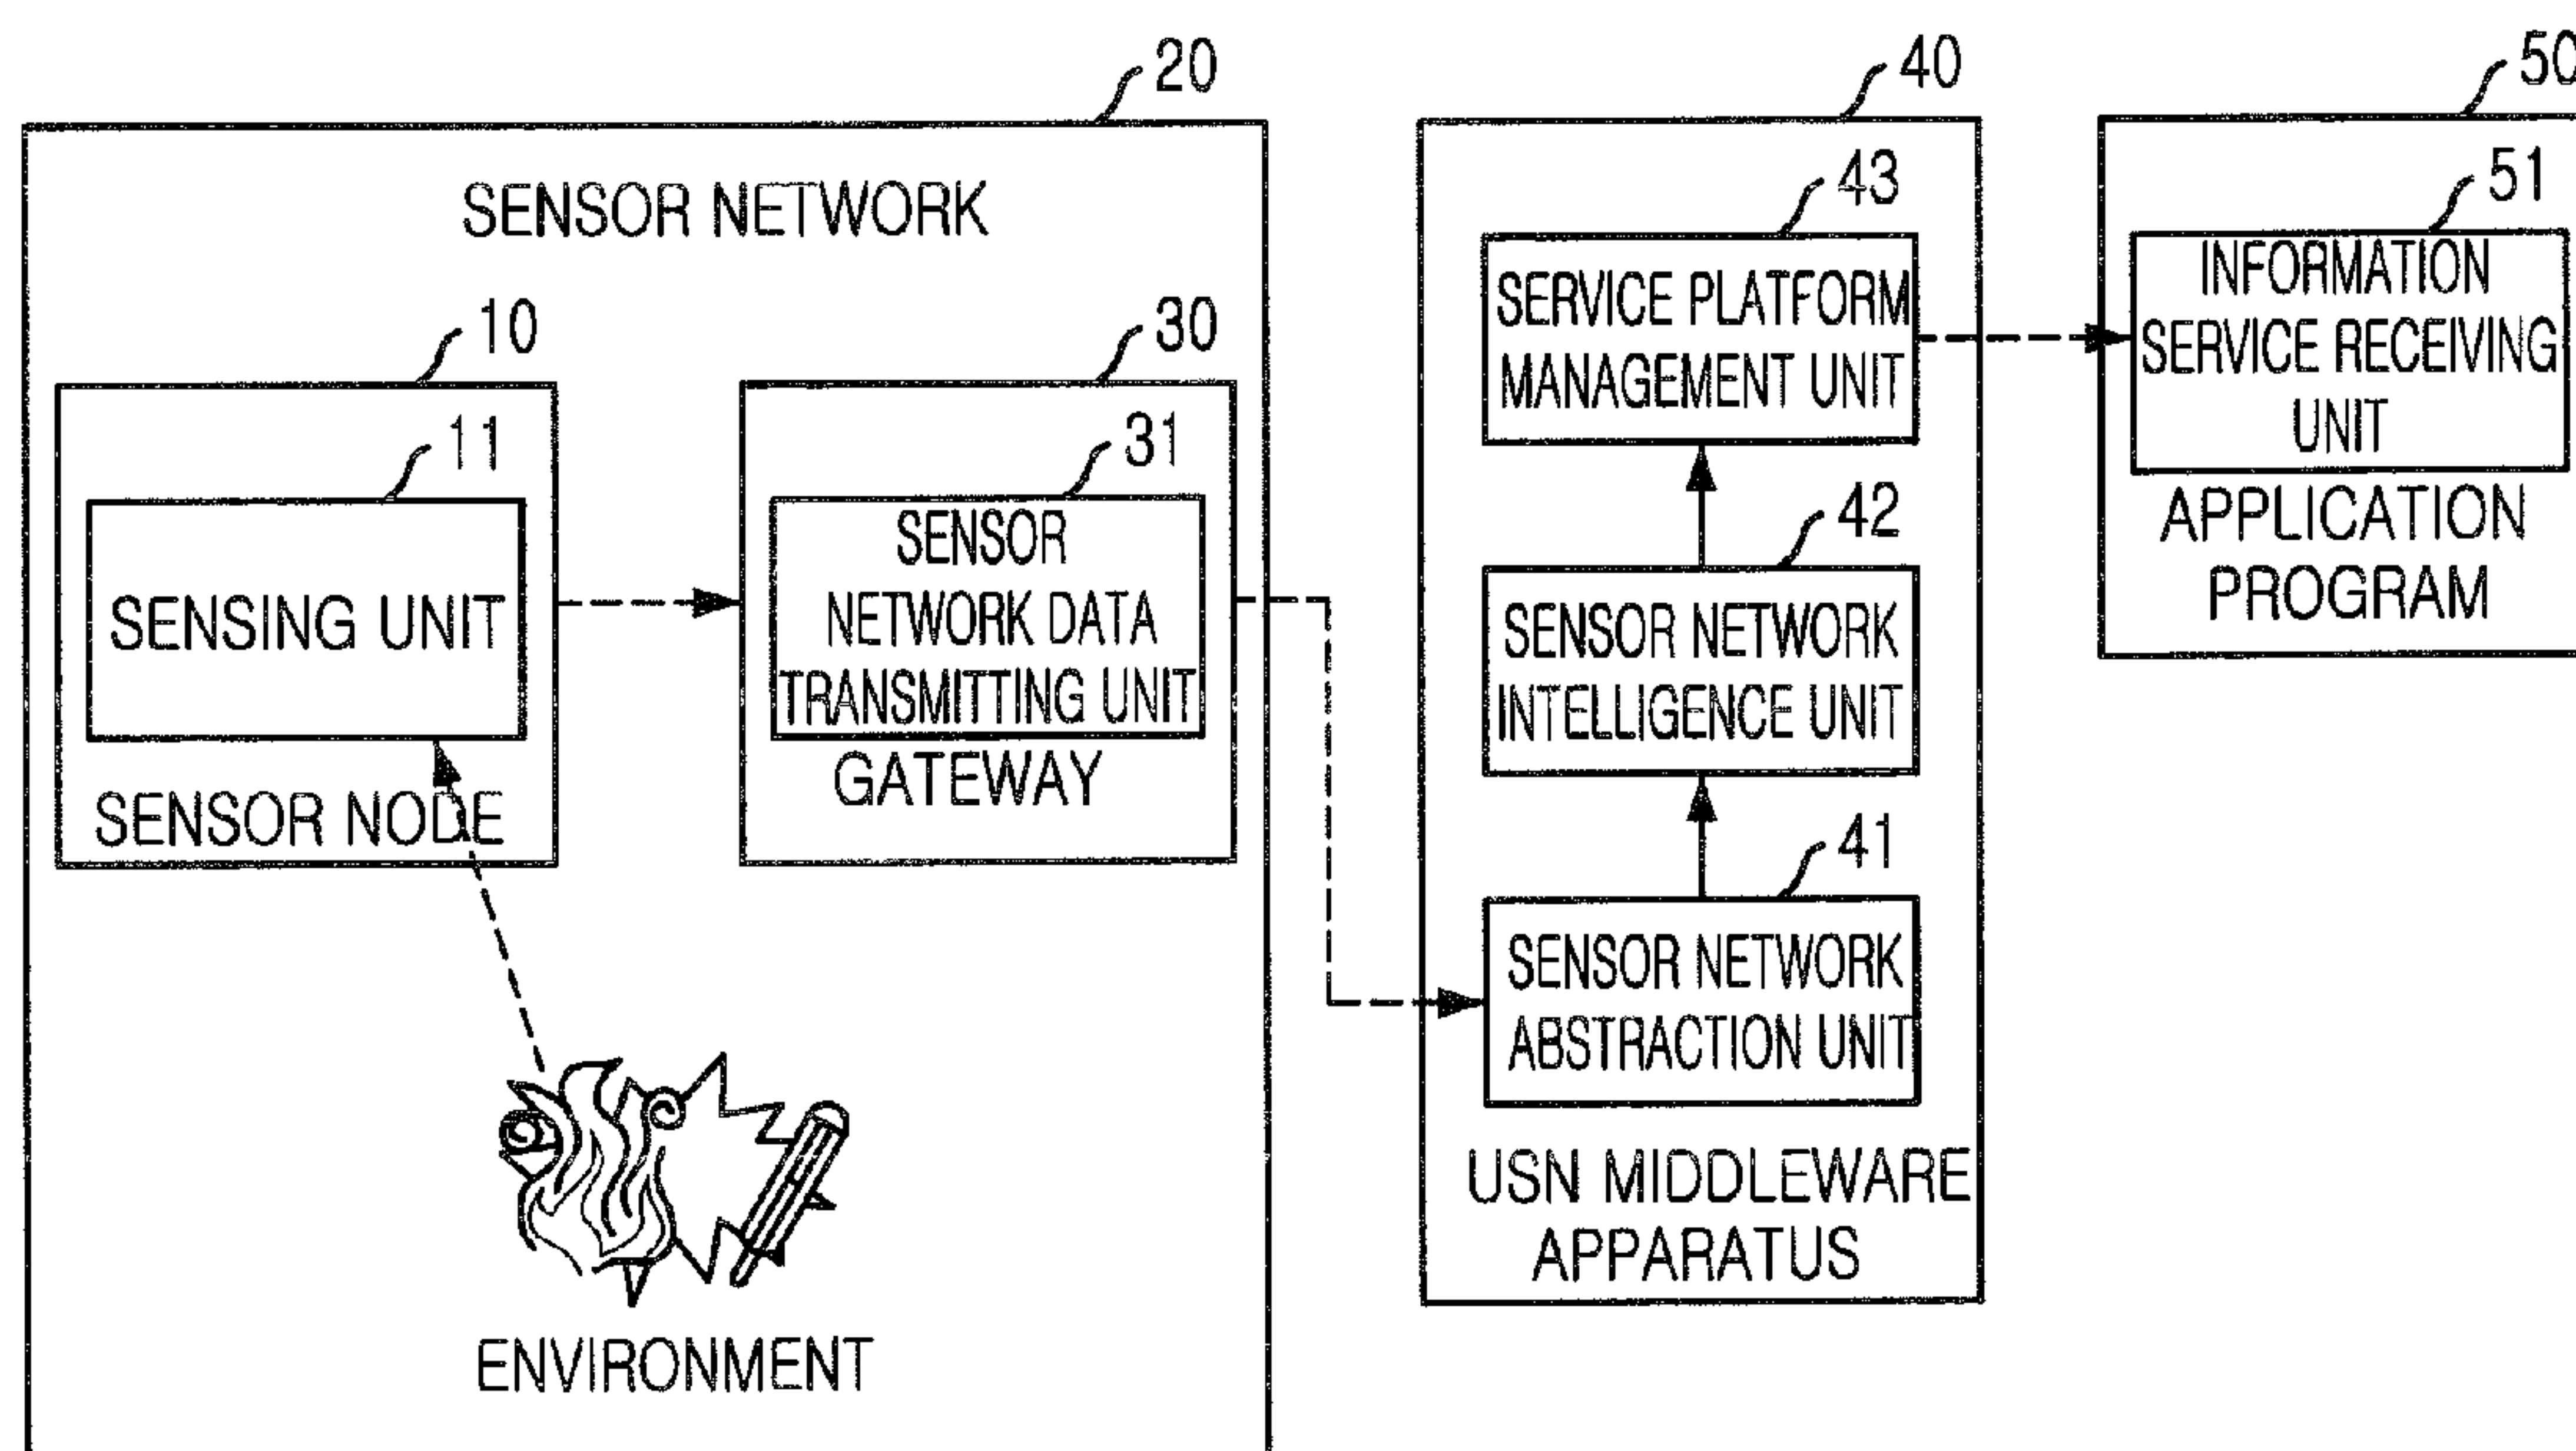 20
SENSOR NETWORK
10
11
SENSING UNIT
SENSOR NODE
30
31
SENSOR
NETWORK DATA
TRANSMITTING UNIT
GATEWAY
ENVIRONMENT
40
43
SERVICE PLATFORM
MANAGEMENT UNIT
42
SENSOR NETWORK
INTELLIGENCE UNIT
41
SENSOR NETWORK
ABSTRACTION UNIT
USN MIDDLEWARE
APPARATUS
50
51
INFORMATION
SERVICE RECEIVING
UNIT
APPLICATION
PROGRAM